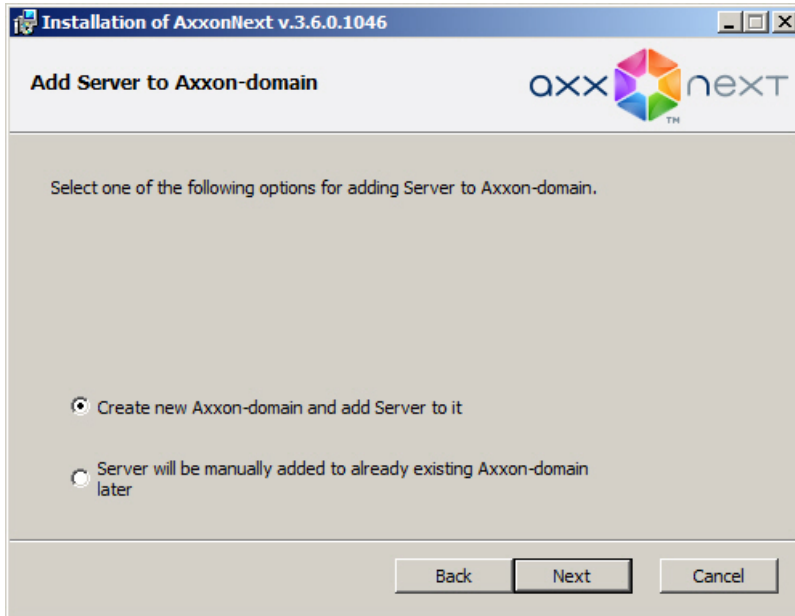 Installation of AxxonNext v.3.6.0.1046
Add Server to Axxon-domain
axx next
TM
Select one of the following options for adding Server to Axxon-domain.
Create new Axxon-domain and add Server to it
Server will be manually added to already existing Axxon-domain
later
Back Next Cancel